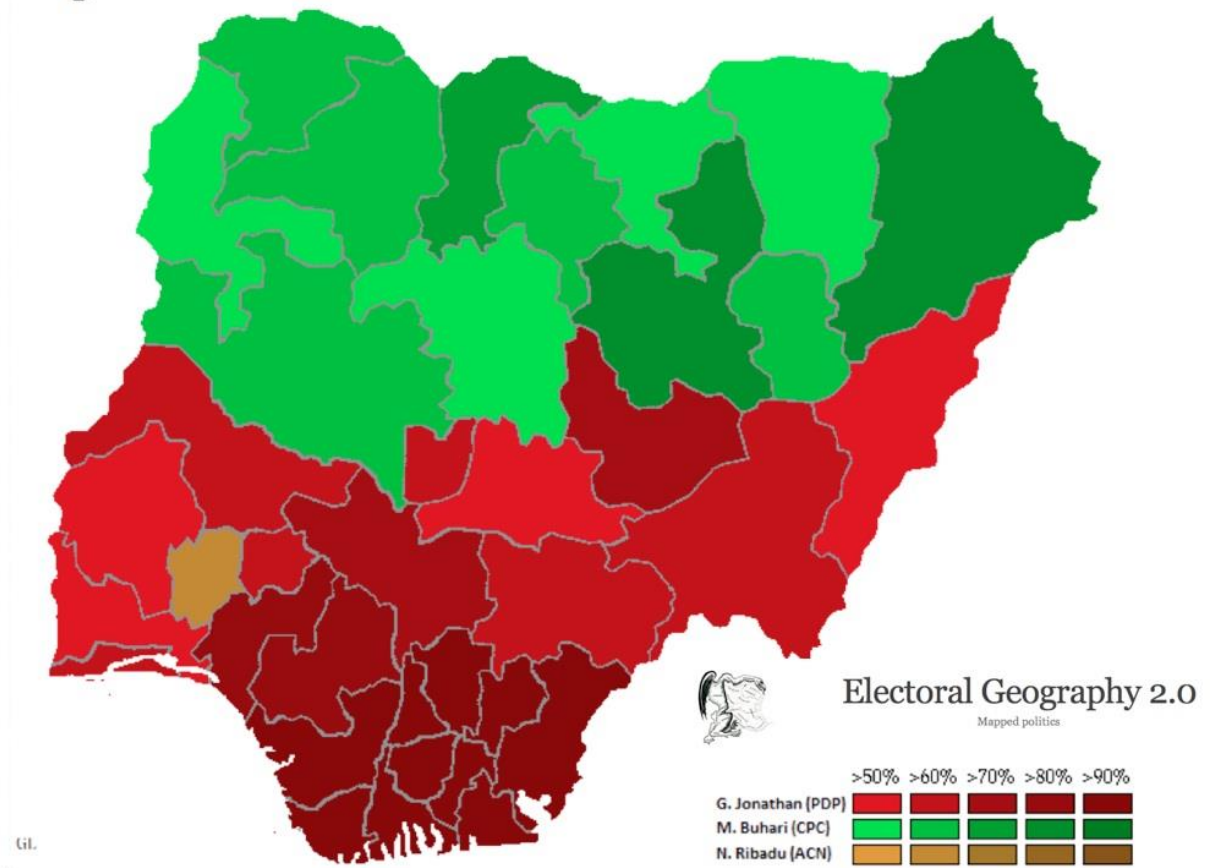 Electoral Geography 2.0
Mapped politics
>50% >60% >70% >80% >90%
G. Jonathan (PDP)
M. Buhari (CPC)
N. Ribadu (ACN)